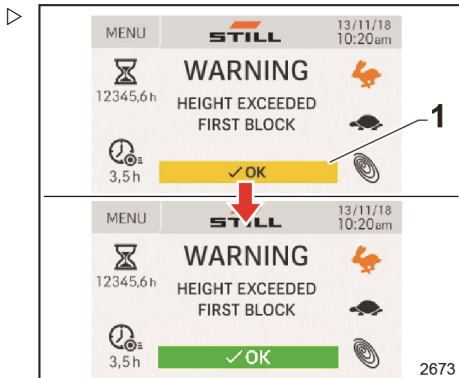 MENU STILL 13/11/18
10:20am
WARNING
12345,6h
HEIGHT EXCEEDED
FIRST BLOCK
1
✓OK
3,5h
MENU STILL 13/11/18
10:20am
WARNING
12345,6h
HEIGHT EXCEEDED
FIRST BLOCK
✓OK
3,5h
2673